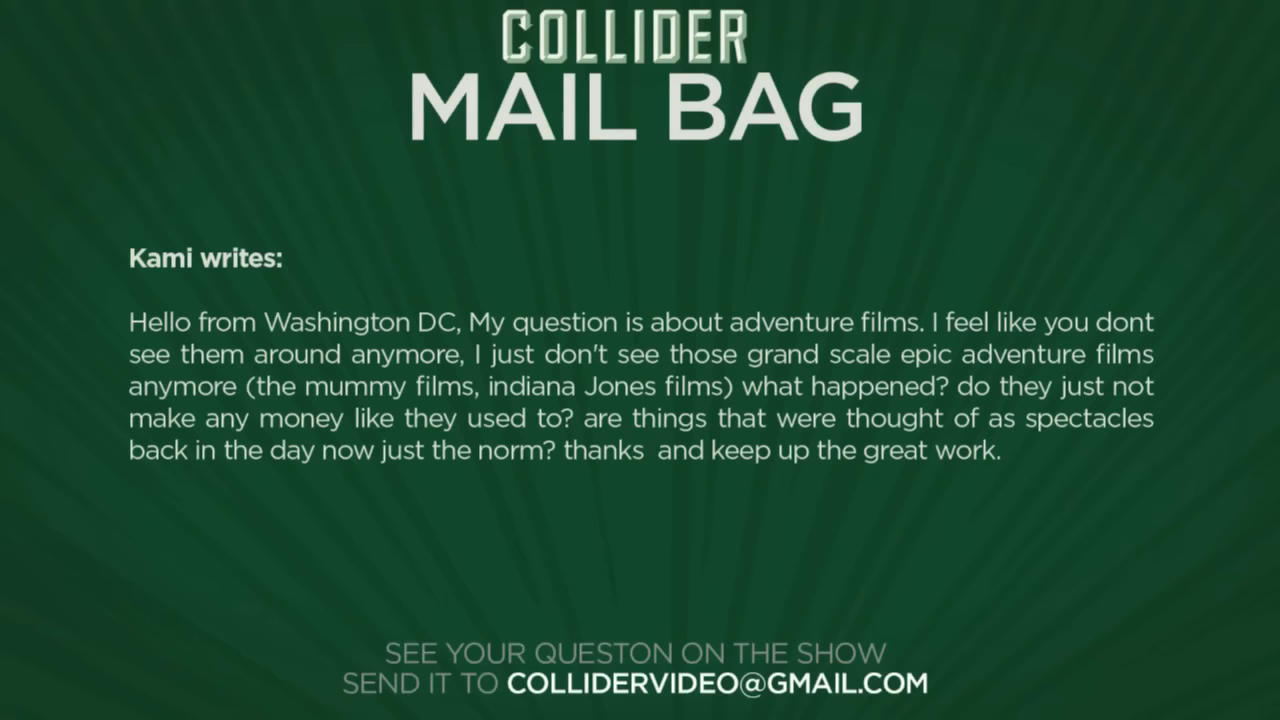 COLLIDER
MAIL BAG
Kami writes:
Hello from Washington DC, My question is about adventure films. I feel like you dont
see them around anymore, I just don't see those grand scale epic adventure films
anymore (the mummy films, indiana Jones films) what happened? do they just not
make any money like they used to? are things that were thought of as spectacles
back in the day now just the norm? thanks  and keep up the great work.
SEE YOUR QUESTON ON THE SHOW
SEND IT TO COLLIDERVIDEO@GMAIL.COM